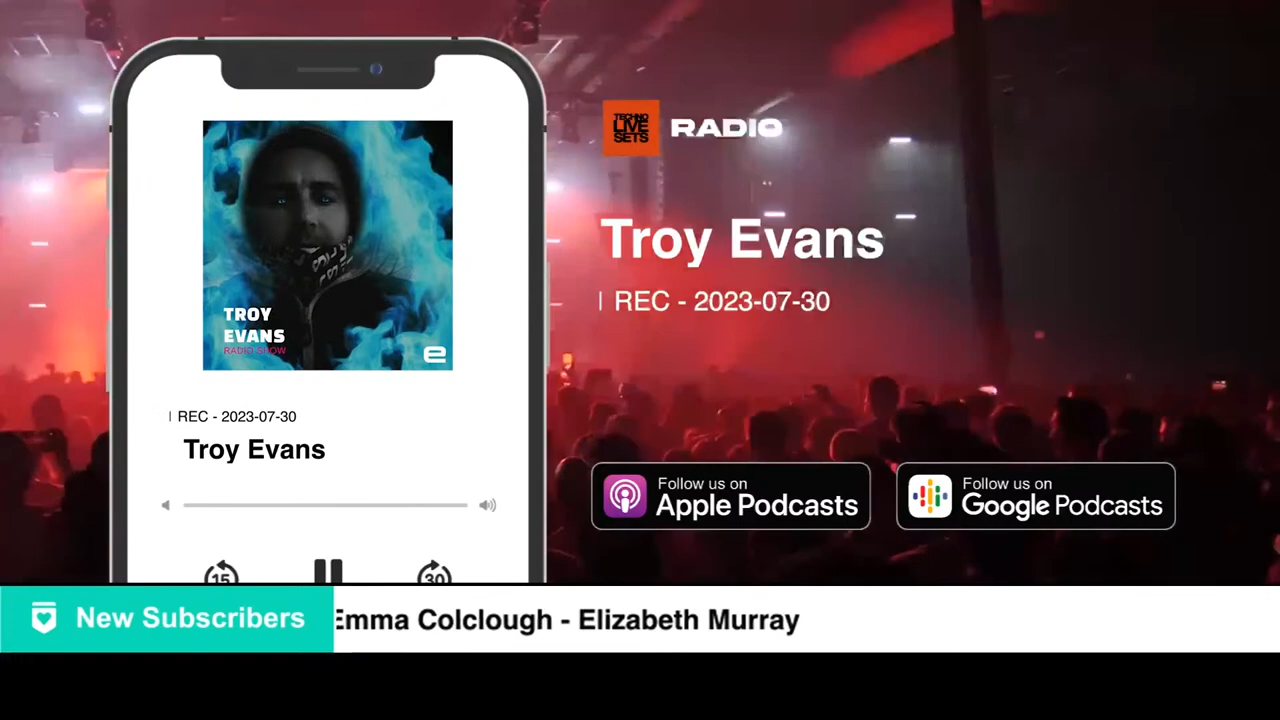 TECHNO
LIVE
SETS
RADIO
Troy Evans
| REC - 2023-07-30
TROY
EVANS
RADIO SHOW
e
| REC - 2023-07-30
Troy Evans
15
30
Follow us on
Apple Podcasts
Follow us on
Google Podcasts
New Subscribers
Emma Colclough - Elizabeth Murray